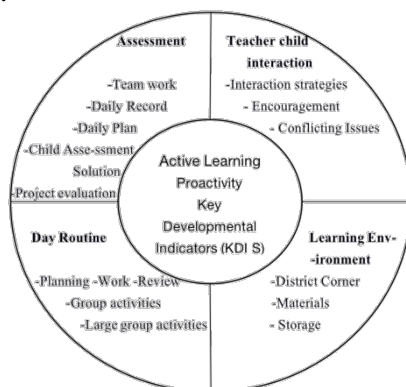 Assessment
-Team work
-Daily Record
-Daily Plan
-Child Asse-ssment
Solution
-Project evaluation
Teacher child
interaction
-Interaction strategies
- Encouragement
- Conflicting Issues
Active Learning
Proactivity
Key
Developmental
Indicators (KDI S)
Day Routine
-Planning -Work -Review
-Group activities
-Large group activities
Learning Env-
-ironment
- District Corner
- Materials
- Storage